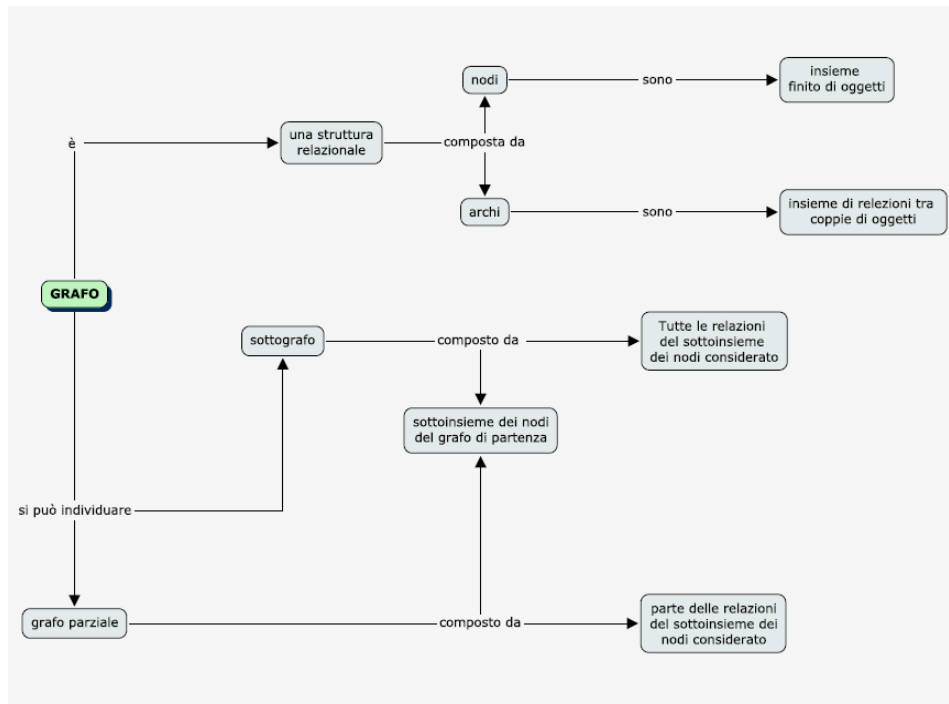 nodi
sono
insieme
finito di oggetti
è
una struttura
relazionale
composta da
archi
sono
insieme di relezioni tra
coppie di oggetti
GRAFO
sottografo
composto da
Tutte le relazioni
del sottoinsieme
dei nodi considerato
sottoinsieme dei nodi
del grafo di partenza
si può individuare
grafo parziale
composto da
parte delle relazioni
del sottoinsieme dei
nodi considerato